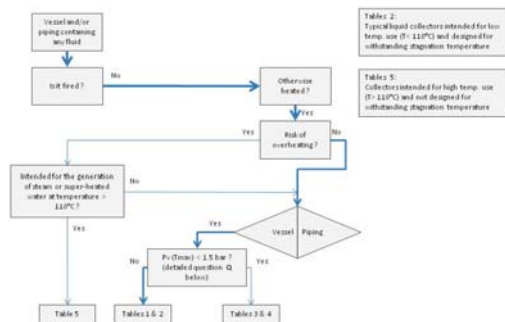 Vessel and/or
piping containing
any fluid
Tables 2:
Typical liquid collectors intended for low
temp. use (T< 110°C) and designed for
withstanding stagnation temperature
Is it fired ?
No
Otherwise
heated ?
Tables 5:
Collectors intended for high temp. use
(T> 110°C) and not designed for
withstanding stagnation temperature
Yes
Yes
Risk of
overheating ?
No
Intended for the generation
of steam or super-heated
water at temperature >
110°C ?
No
Yes
Yes
Vessel
Piping
Pv (Tmax) < 1.5 bar ?
(detailed question Q
below)
No
Yes
Table 5
Tables 1 & 2
Tables 3 & 4